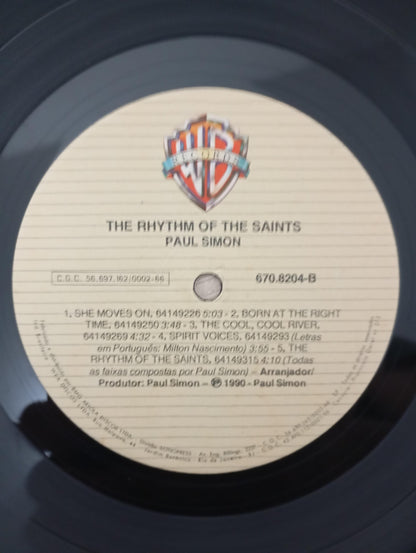 WB
RECORDS
THE RHYTHM OF THE SAINTS
PAUL SIMON
C.G.C. 56.697.162/0002-66
670.8204-B
1. SHE MOVES ON, 64149226 5:03 - 2. BORN AT THE RIGHT
TIME, 64149250 3:48 - 3. THE COOL, COOL RIVER,
64149269 4:32 - 4. SPIRIT VOICES, 64149293 (Letras
em Português: Milton Nascimento) 3:55 - 5. THE
RHYTHM OF THE SAINTS, 64149315 4:10 (Todas
as faixas compostas por Paul Simon) – Arranjador/
Produtor: Paul Simon – ℗ 1990 - Paul Simon